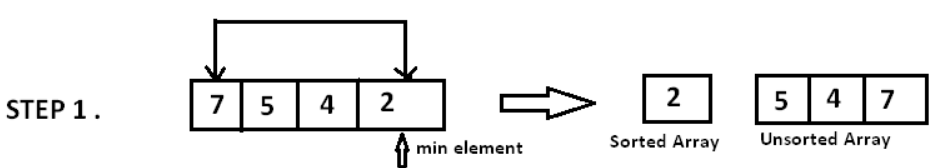 STEP 1 .
7 5 4 2
min element
2
Sorted Array
5 4 7
Unsorted Array